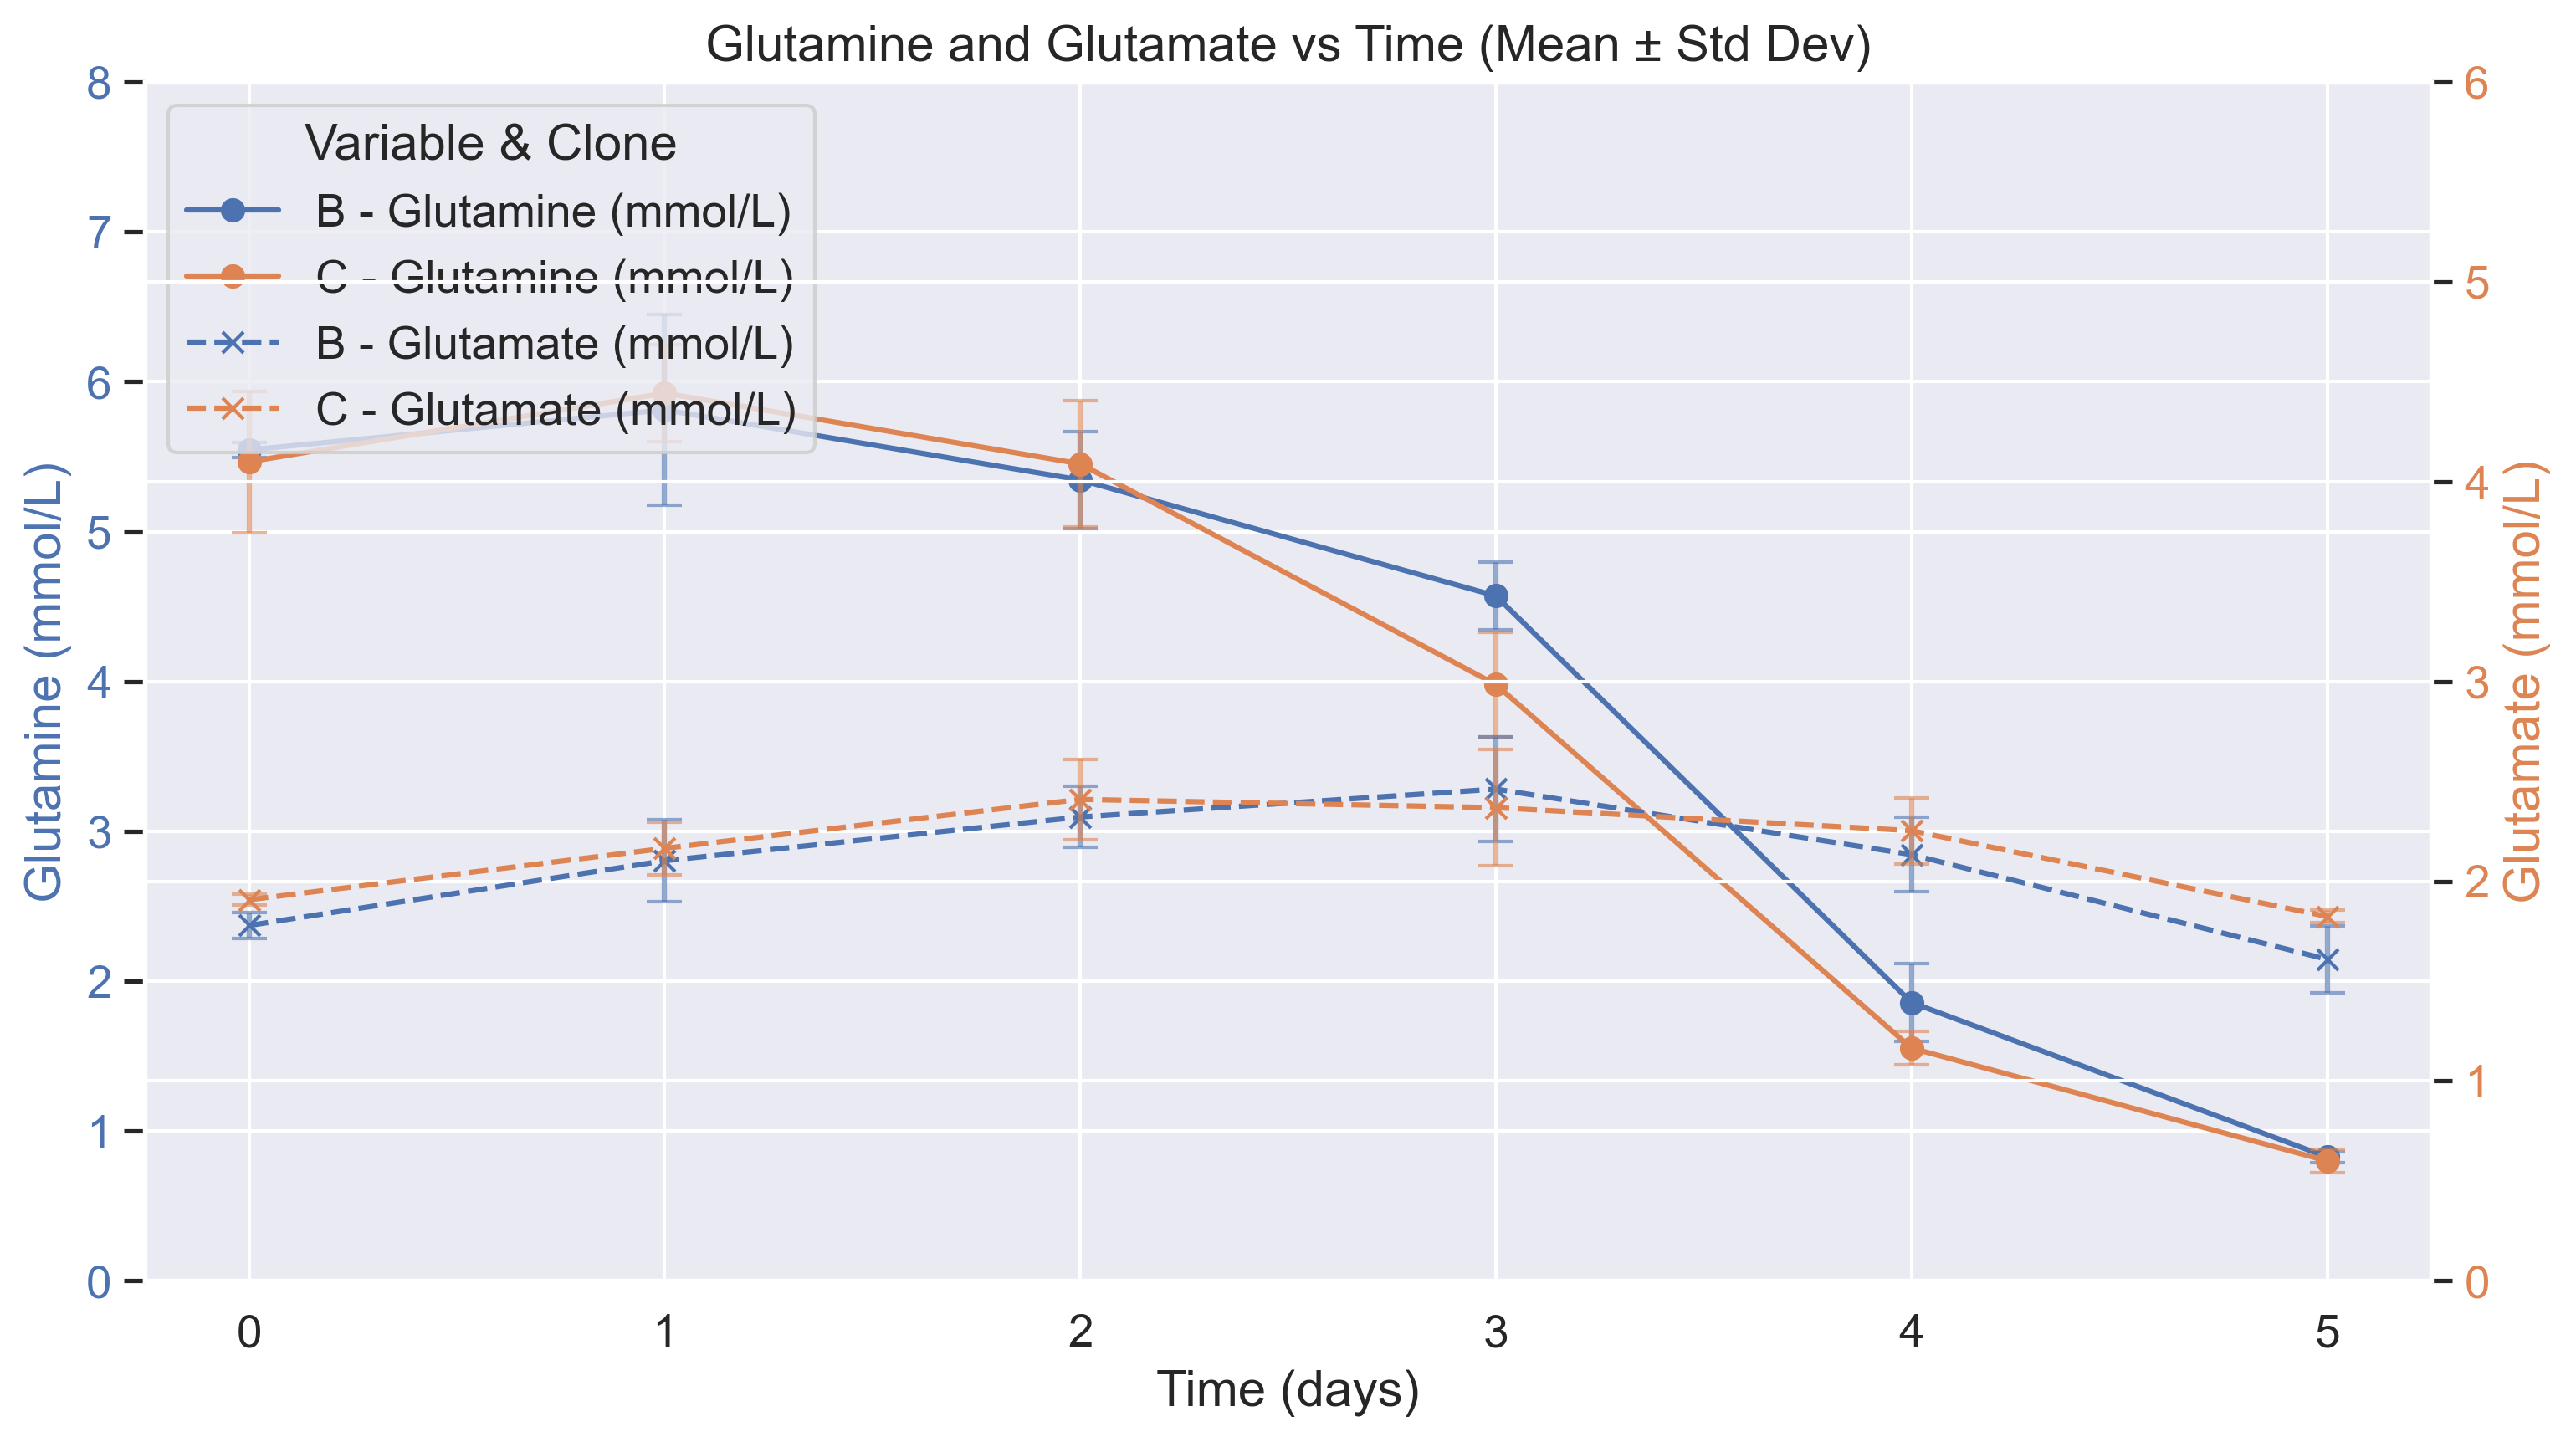 Glutamine and Glutamate vs Time (Mean ± Std Dev)
Variable & Clone
B - Glutamine (mmol/L)
C - Glutamine (mmol/L)
B - Glutamate (mmol/L)
C - Glutamate (mmol/L)
Glutamine (mmol/L)
8
7
6
5
4
3
2
1
0
Glutamate (mmol/L)
6
5
4
3
2
1
0
0 1 2 3 4 5
Time (days)